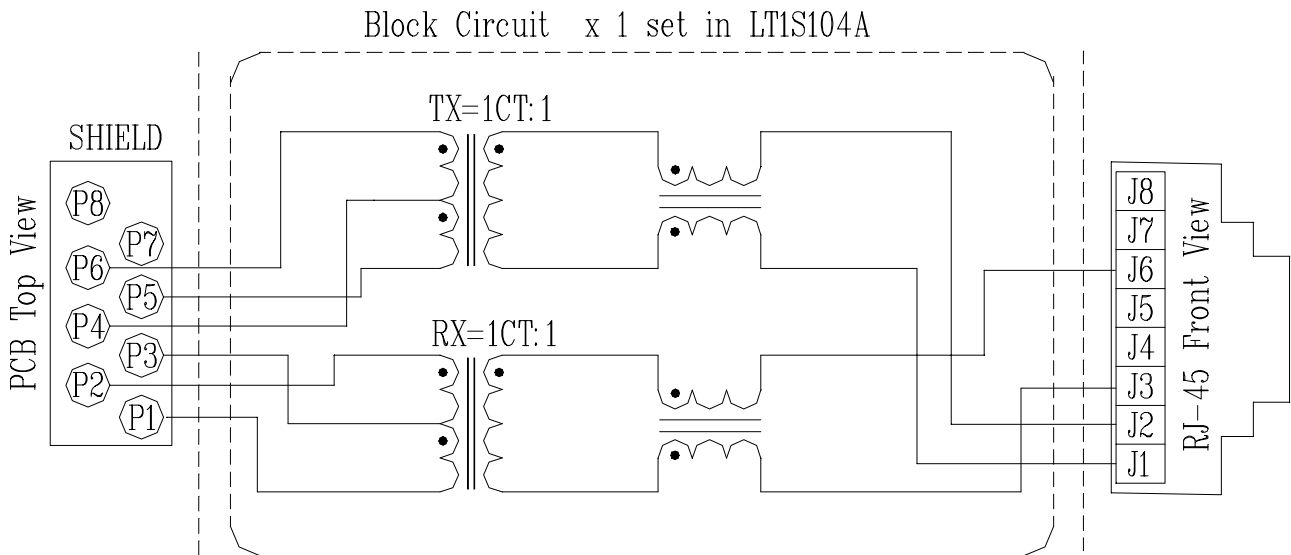 Block Circuit x 1 set in LT1S104A
TX=1CT:1
SHIELD
PCB Top View
P8
P7
P6
P5
P4
P3
P2
P1
RX=1CT:1
J8
J7
J6
J5
J4
J3
J2
J1
RJ-45 Front View